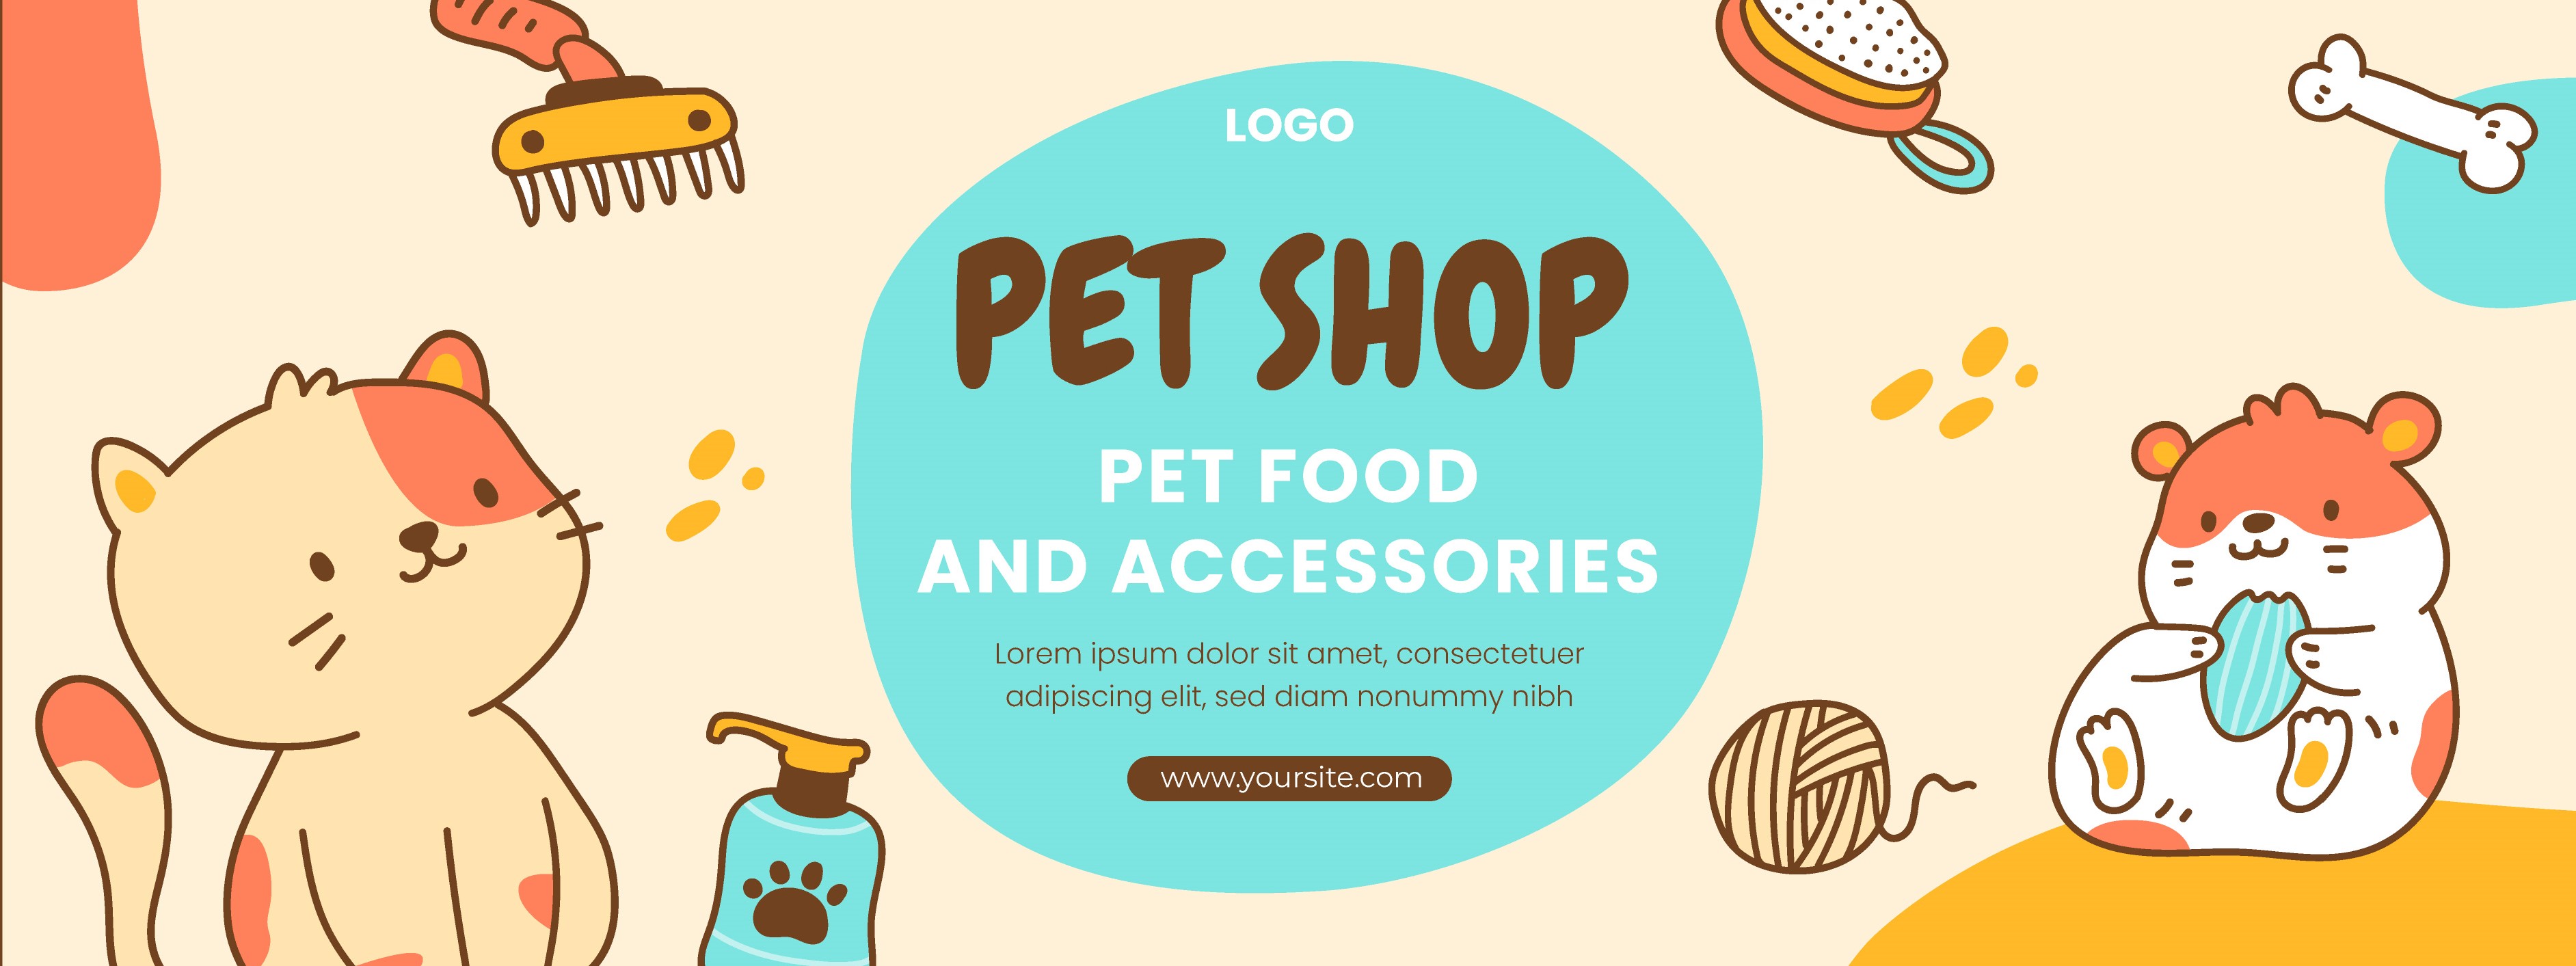 LOGO
PET SHOP
PET FOOD
AND ACCESSORIES
Lorem ipsum dolor sit amet, consectetuer
adipiscing elit, sed diam nonummy nibh
www.yoursite.com